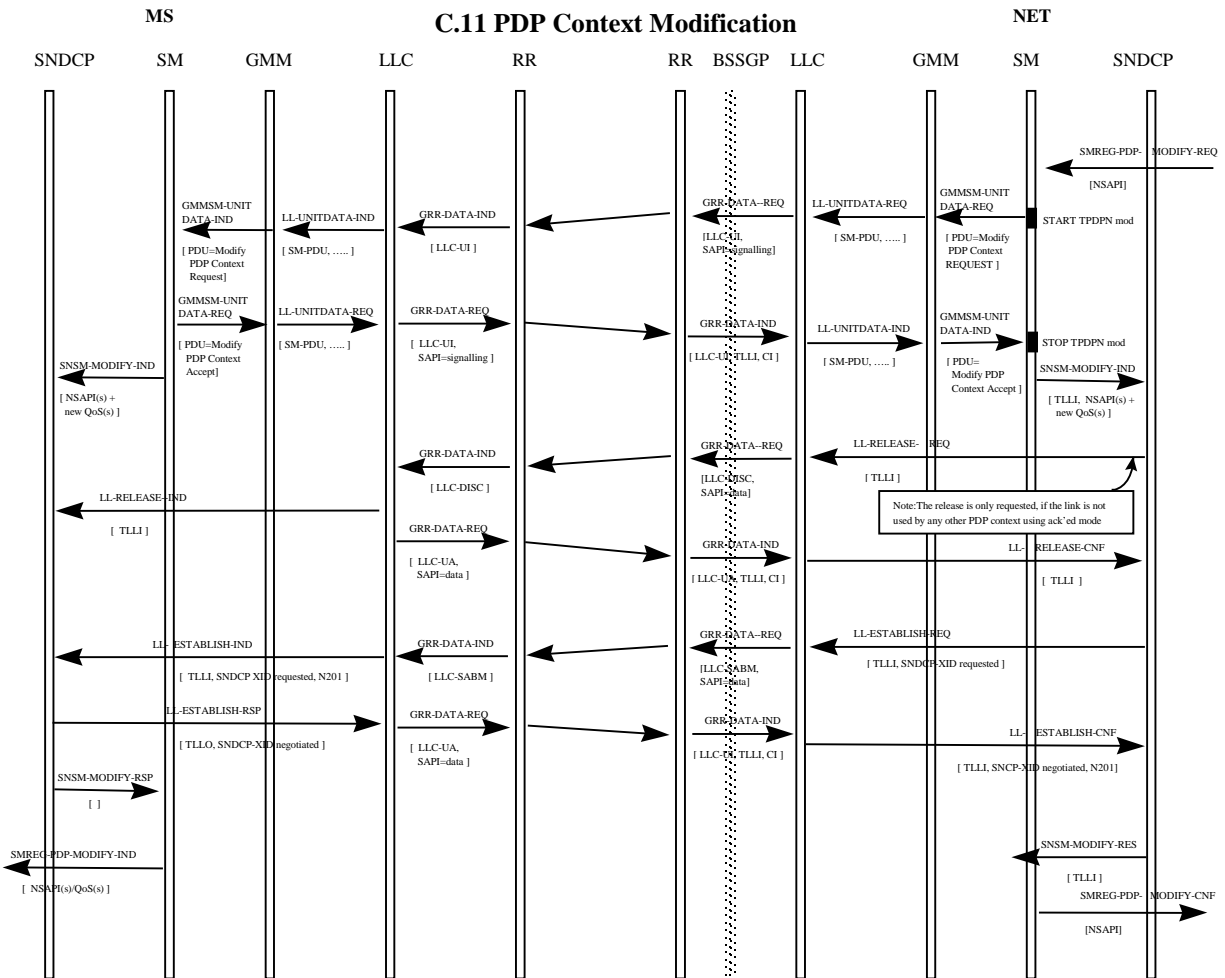 MS
C.11 PDP Context Modification
NET
SNDCP SM GMM LLC RR RR BSSGP LLC GMM SM SNDCP
SMREG-PDP- MODIFY-REQ
[NSAPI]
GMMSM-UNIT
DATA-REQ
START TPDPN mod
[ PDU=Modify
PDP Context
REQUEST ]
LL-UNITDATA-REQ
[ SM-PDU, ….. ]
GRR-DATA--REQ
[LLC-UI,
SAPI=signalling]
GRR-DATA-IND
[ LLC-UI ]
LL-UNITDATA-IND
[ SM-PDU, ….. ]
GMMSM-UNIT
DATA-IND
[ PDU=Modify
PDP Context
Request]
GMMSM-UNIT
DATA-REQ
[ PDU=Modify
PDP Context
Accept]
LL-UNITDATA-REQ
[ SM-PDU, ….. ]
GRR-DATA-REQ
[ LLC-UI,
SAPI=signalling ]
GRR-DATA-IND
[ LLC-UI, TLLI, CI ]
LL-UNITDATA-IND
[ SM-PDU, ….. ]
GMMSM-UNIT
DATA-IND
[ PDU=
Modify PDP
Context Accept ]
STOP TPDPN mod
SNSM-MODIFY-IND
[ NSAPI(s) +
new QoS(s) ]
SNSM-MODIFY-IND
[ TLLI, NSAPI(s) +
new QoS(s) ]
LL-RELEASE- REQ
[ TLLI ]
Note:The release is only requested, if the link is not
used by any other PDP context using ack'ed mode
GRR-DATA--REQ
[LLC-DISC,
SAPI=data]
GRR-DATA-IND
[ LLC-DISC ]
LL-RELEASE--IND
[ TLLI ]
GRR-DATA-REQ
[ LLC-UA,
SAPI=data ]
GRR-DATA-IND
[ LLC-UA, TLLI, CI ]
LL- RELEASE-CNF
[ TLLI ]
LL-ESTABLISH-REQ
[ TLLI, SNDCP-XID requested ]
GRR-DATA--REQ
[LLC-SABM,
SAPI=data]
GRR-DATA-IND
[ LLC-SABM ]
LL- ESTABLISH-IND
[ TLLI, SNDCP XID requested, N201 ]
LL-ESTABLISH-RSP
[ TLLO, SNDCP-XID negotiated ]
GRR-DATA-REQ
[ LLC-UA,
SAPI=data ]
GRR-DATA-IND
[ LLC-UI, TLLI, CI ]
LL- ESTABLISH-CNF
[ TLLI, SNCP-XID negotiated, N201]
SNSM-MODIFY-RSP
[ ]
SMREG-PDP-MODIFY-IND
[ NSAPI(s)/QoS(s) ]
SNSM-MODIFY-RES
[ TLLI ]
SMREG-PDP- MODIFY-CNF
[NSAPI]